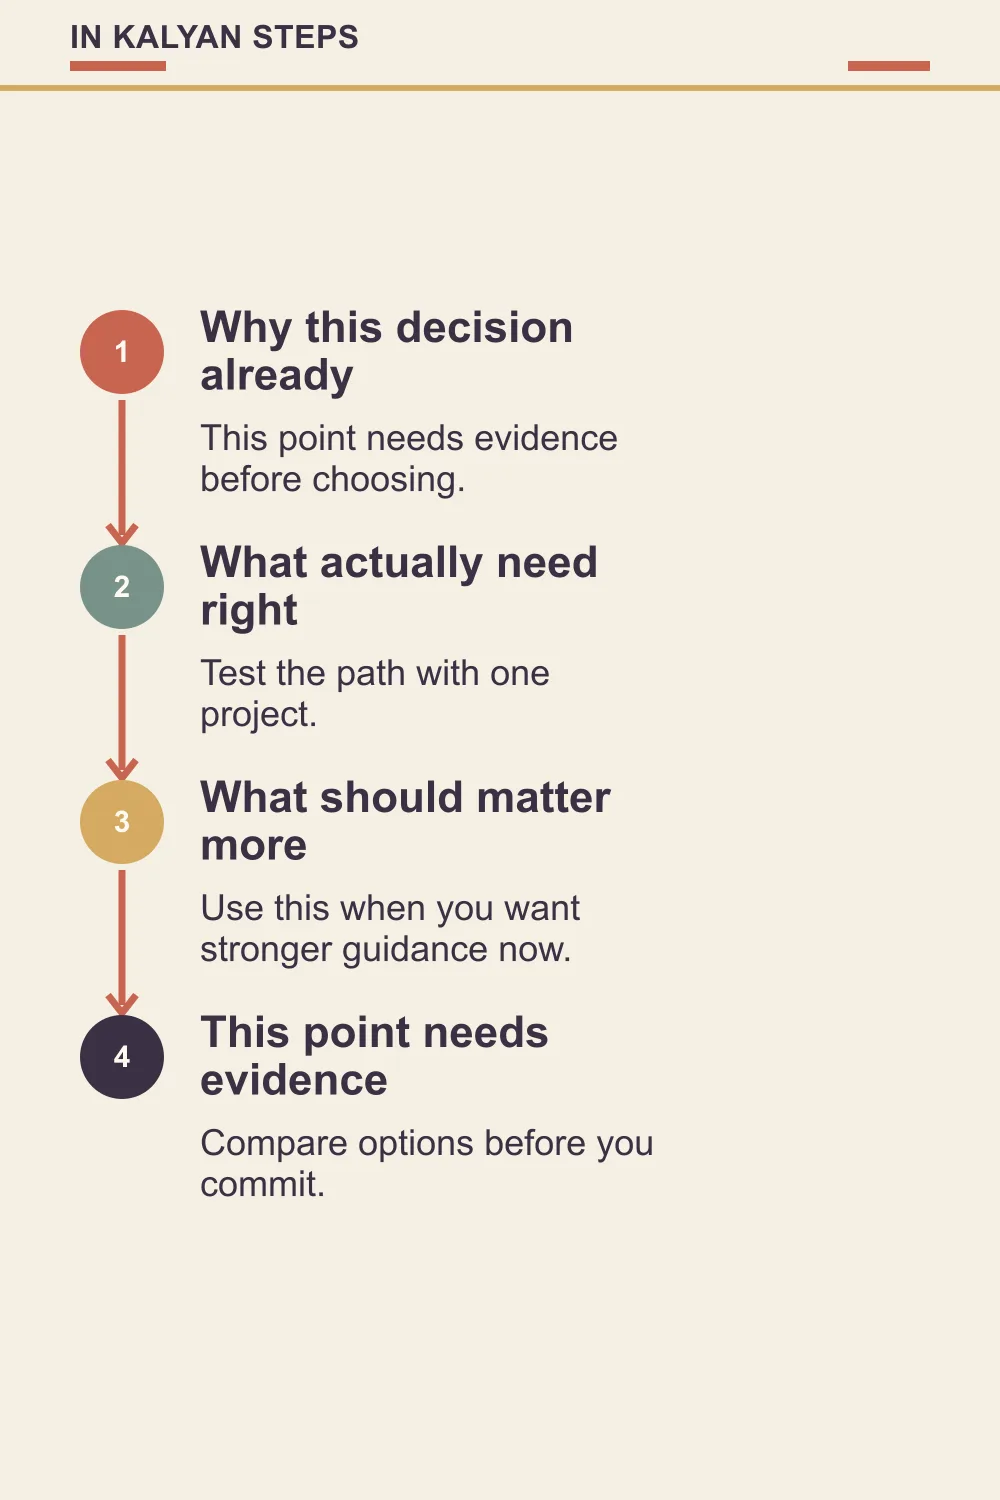 IN KALYAN STEPS
1
Why this decision
already
This point needs evidence
before choosing.
2
What actually need
right
Test the path with one
project.
3
What should matter
more
Use this when you want
stronger guidance now.
4
This point needs
evidence
Compare options before you
commit.